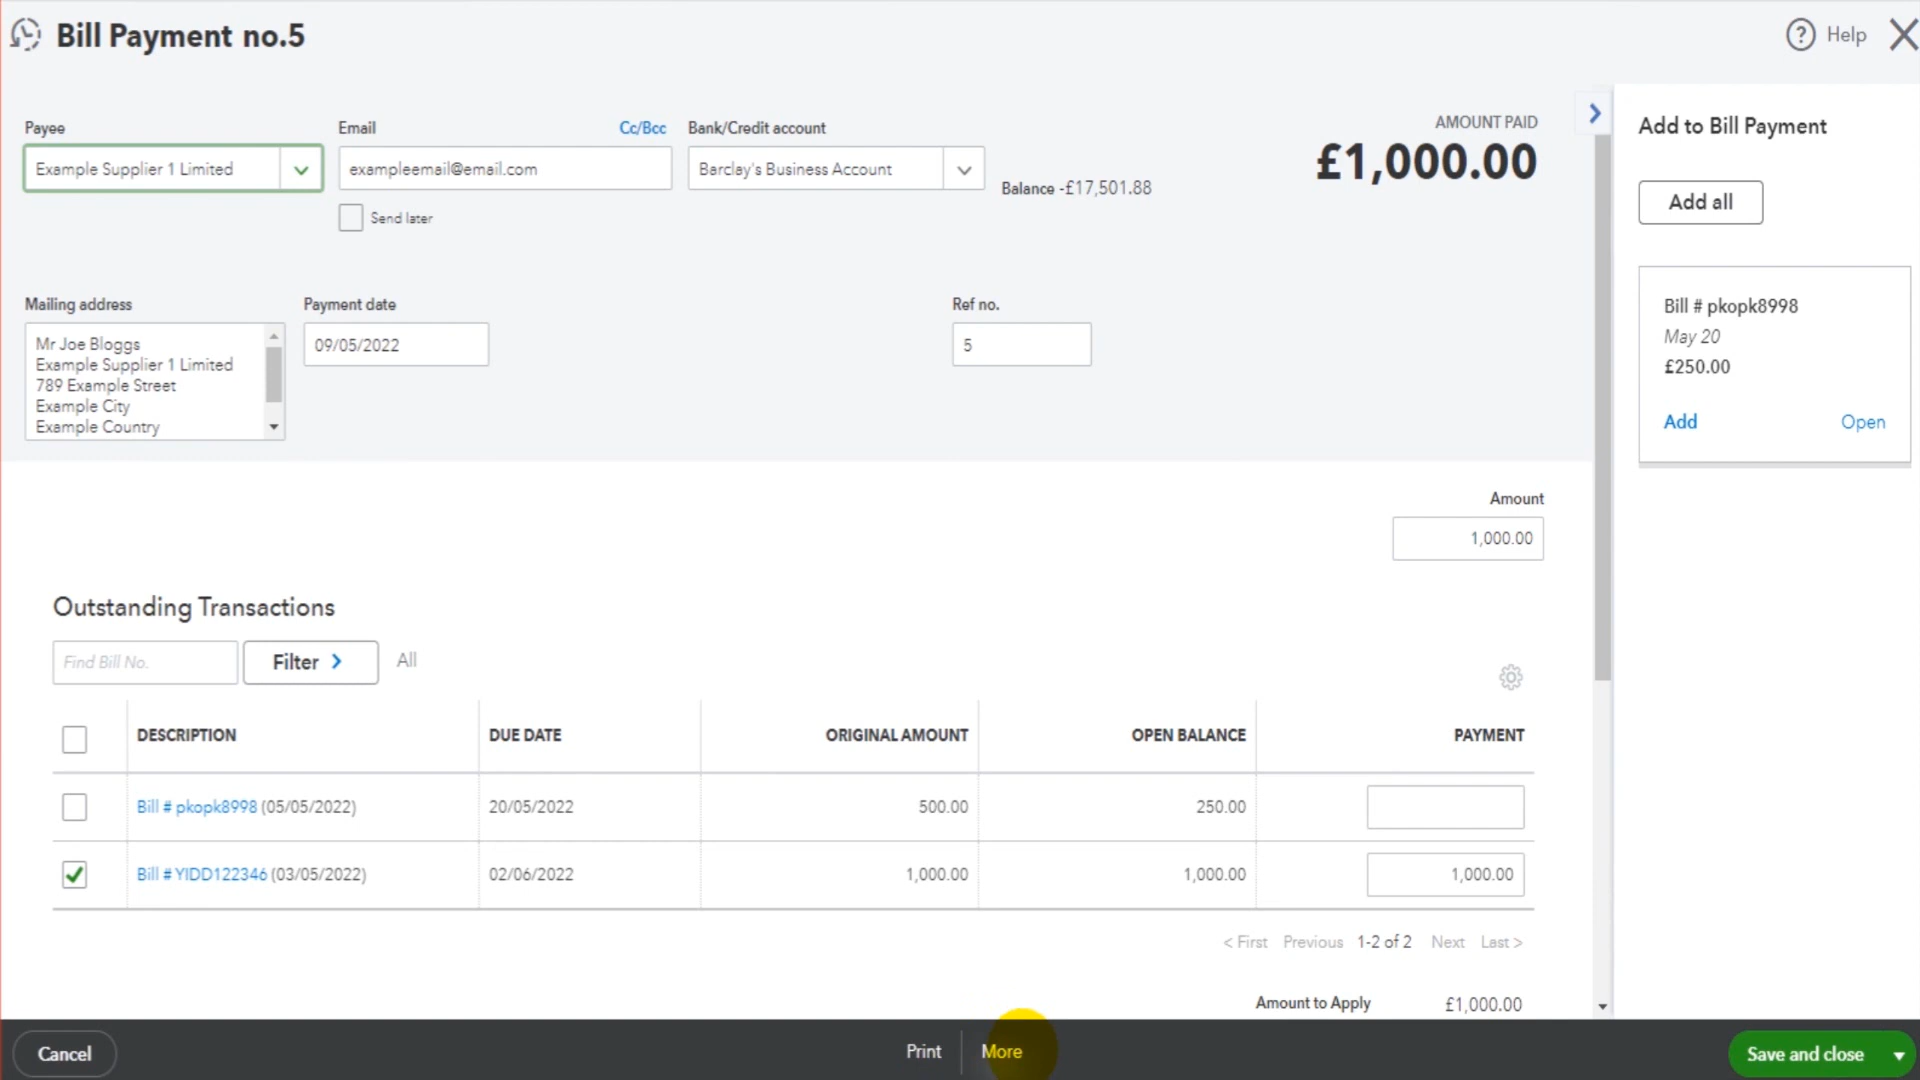 Bill Payment no.5
? Help
Payee
Email
Cc/Bcc
Bank/Credit account
AMOUNT PAID
Example Supplier 1 Limited
exampleemail@email.com
Barclay's Business Account
Balance -£17,501.88
£1,000.00
Send later
Mailing address
Payment date
Ref no.
Mr Joe Bloggs
Example Supplier 1 Limited
789 Example Street
Example City
Example Country
09/05/2022
5
Add to Bill Payment
Add all
Bill # pkopk8998
May 20
£250.00
Add
Open
Amount
1,000.00
Outstanding Transactions
Find Bill No.
Filter >
All
DESCRIPTION DUE DATE ORIGINAL AMOUNT OPEN BALANCE PAYMENT
Bill # pkopk8998 (05/05/2022) 20/05/2022 500.00 250.00
Bill # YIDD122346 (03/05/2022) 02/06/2022 1,000.00 1,000.00 1,000.00
< First Previous 1-2 of 2 Next Last >
Amount to Apply £1,000.00
Cancel
Print
More
Save and close